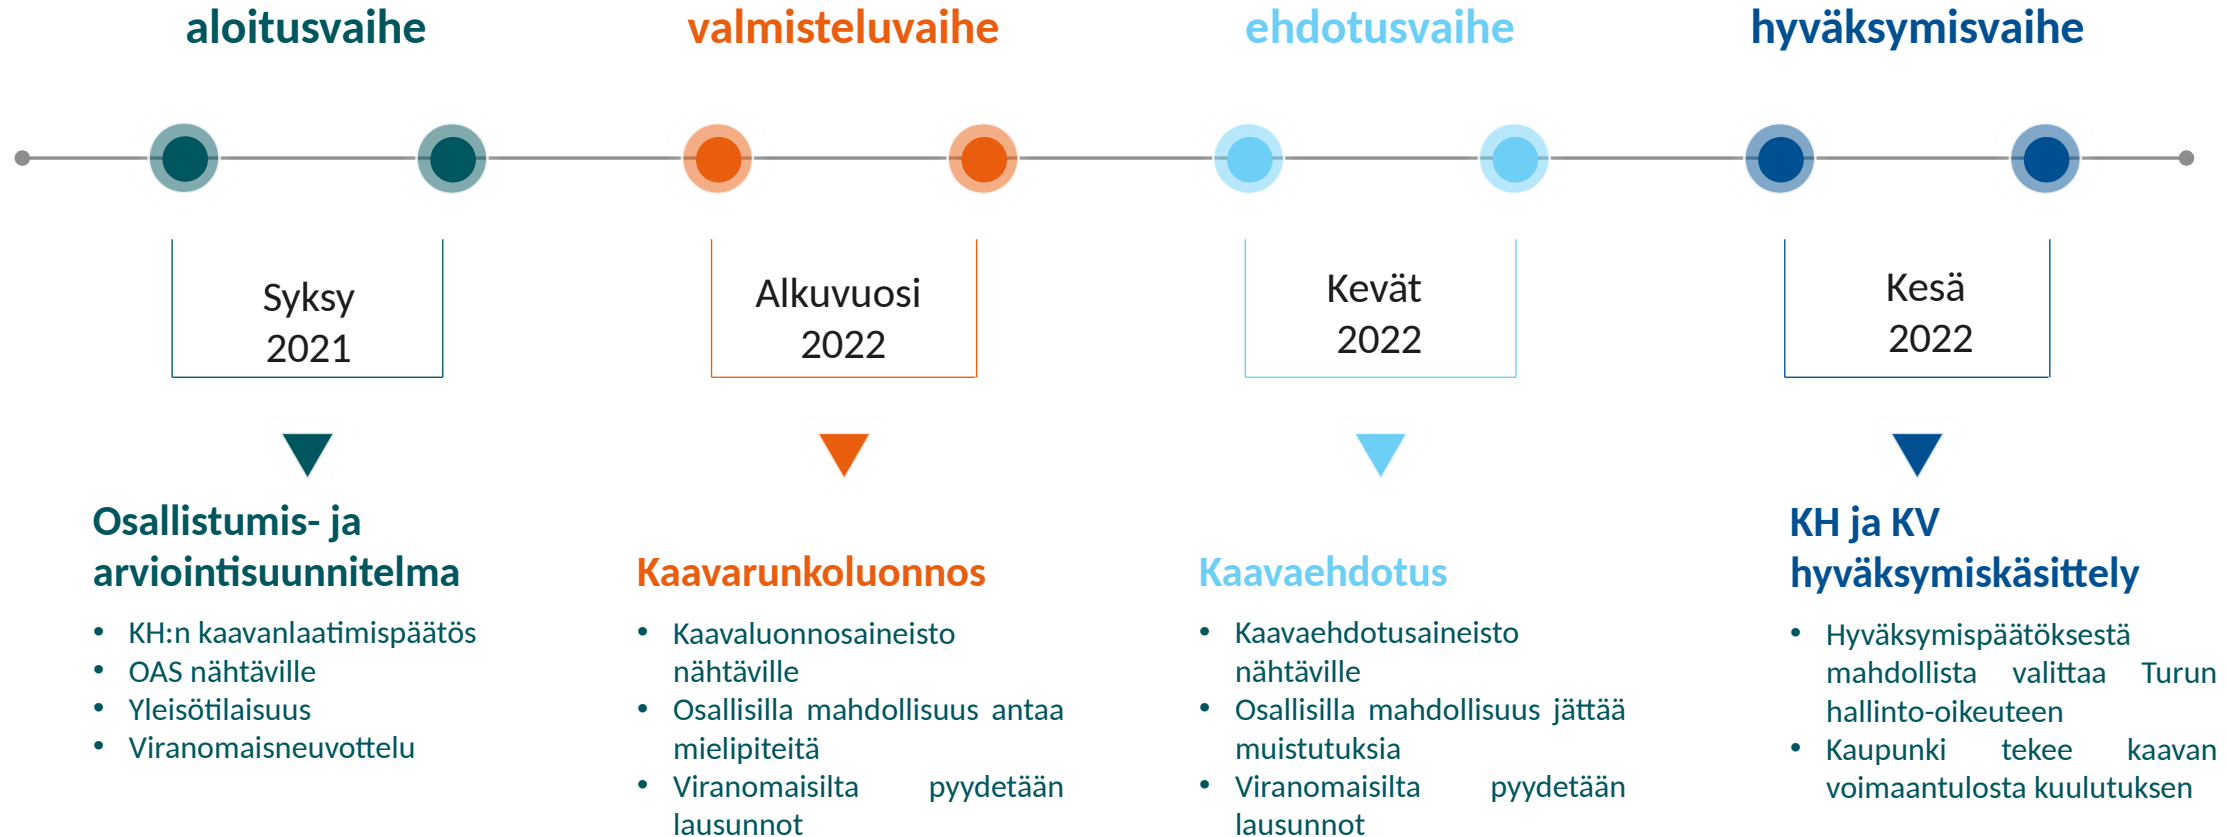 aloitusvaihe
valmisteluvaihe
ehdotusvaihe
hyväksymisvaihe
Syksy
2021
Alkuvuosi
2022
Kevät
2022
Kesä
2022
Osallistumis- ja
arviointisuunnitelma
• KH:n kaavanlaatimispäätös
• OAS nähtäville
• Yleisötilaisuus
• Viranomaisneuvottelu
Kaavarunkoluonnos
• Kaavaluonnosaineisto
nähtäville
• Osallisilla mahdollisuus antaa
mielipiteitä
• Viranomaisilta pyydetään
lausunnot
Kaavaehdotus
• Kaavaehdotusaineisto
nähtäville
• Osallisilla mahdollisuus jättää
muistutuksia
• Viranomaisilta pyydetään
lausunnot
KH ja KV
hyväksymiskäsittely
• Hyväksymispäätöksestä
mahdollista valittaa Turun
hallinto-oikeuteen
• Kaupunki tekee kaavan
voimaantulosta kuulutuksen